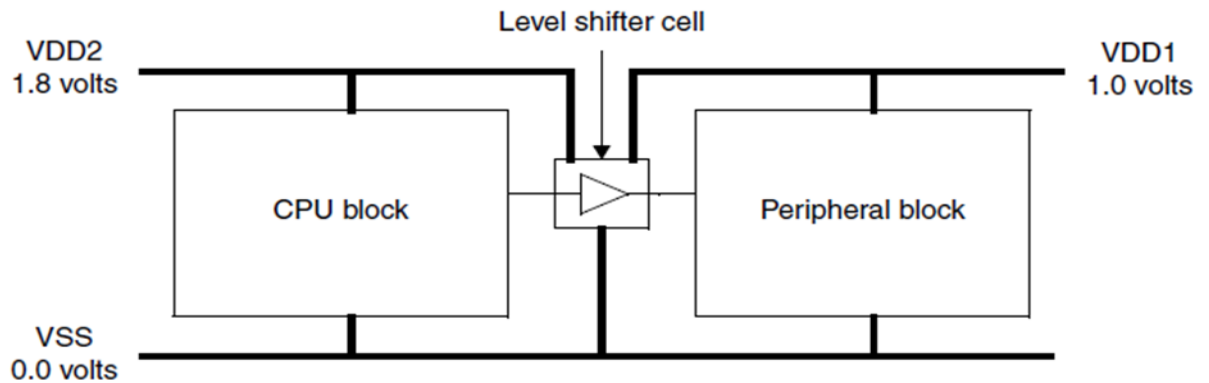 Level shifter cell
VDD2
1.8 volts
VDD1
1.0 volts
CPU block
Peripheral block
VSS
0.0 volts